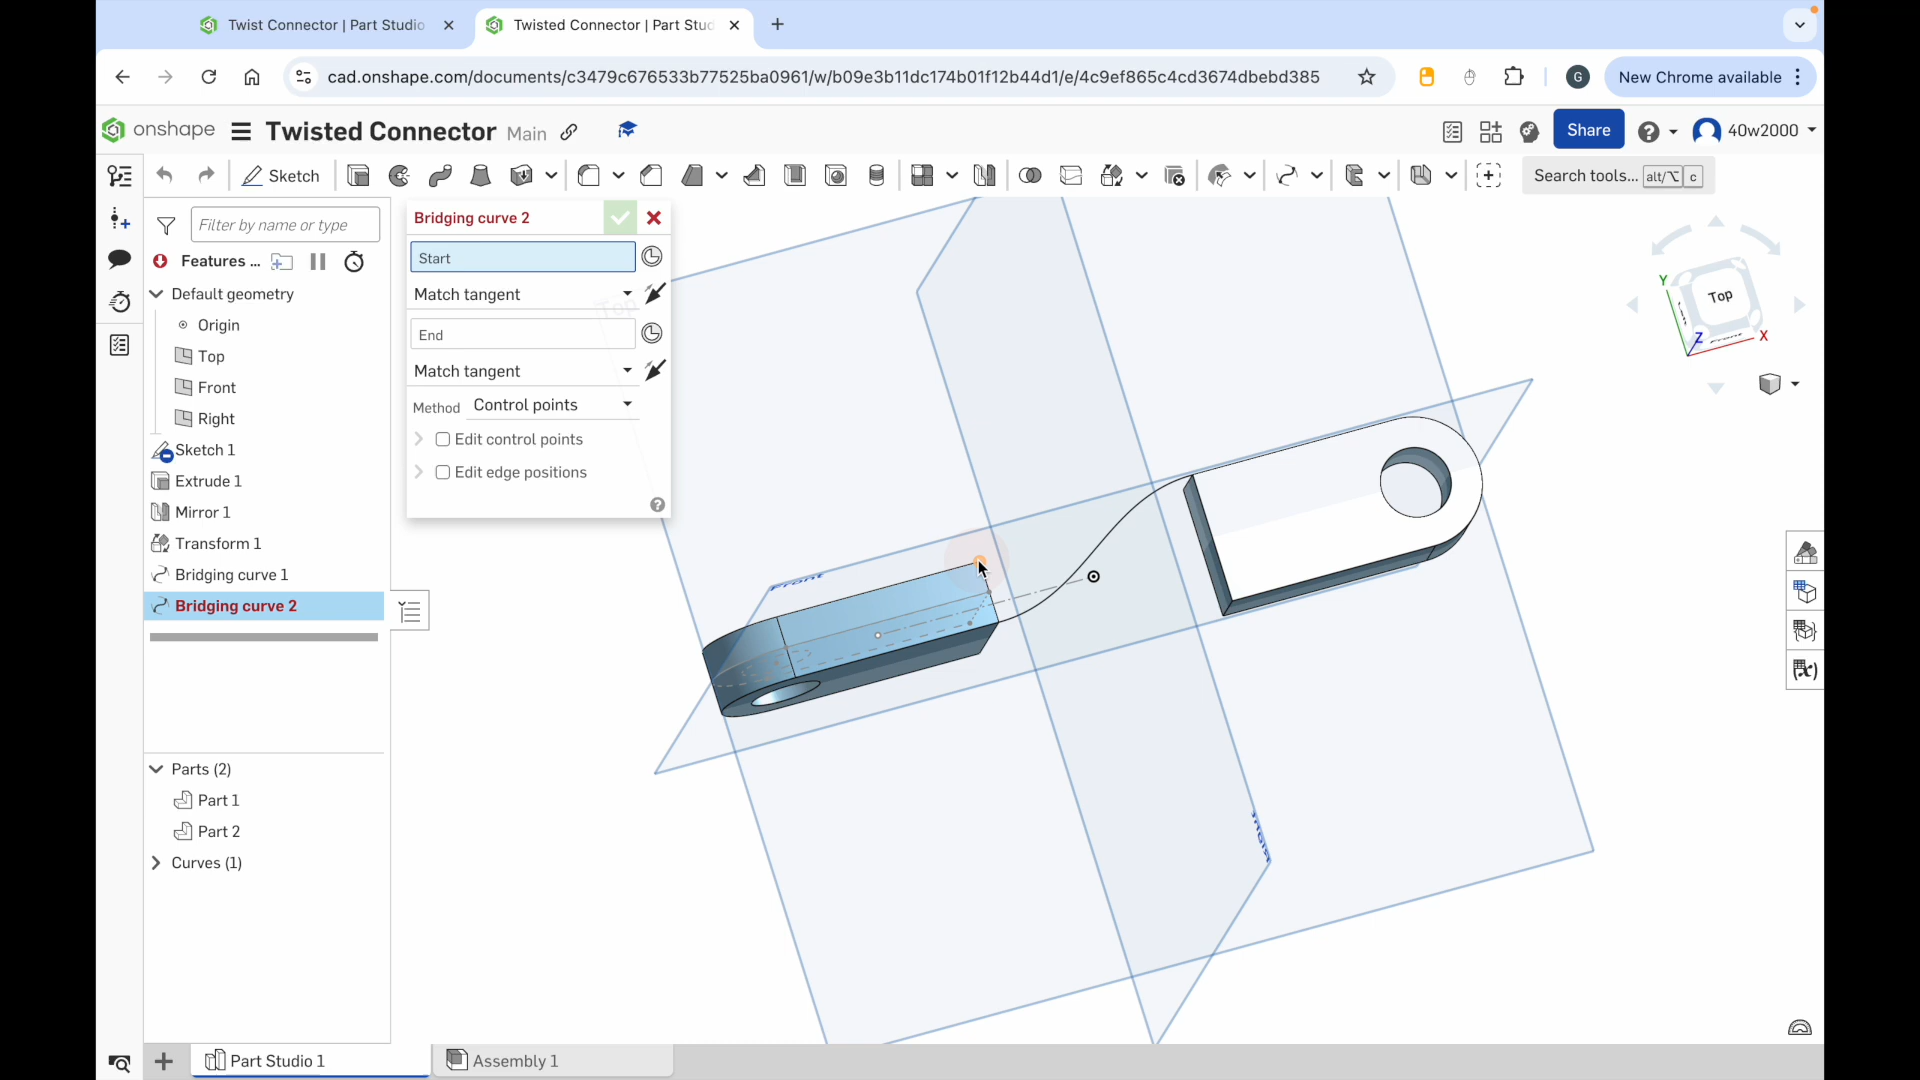 Twist Connector | Part Studio
Twisted Connector | Part Stuc
cad.onshape.com/documents/c3479c676533b77525ba0961/w/b09e3b11dc174b01f12b44d1/e/4c9ef865c4cd3674dbebd385
G
New Chrome available
onshape
Twisted Connector
Main
Share
40w2000
Sketch
Search tools...
alt/⌥
c
Filter by name or type
Features ...
Default geometry
Origin
Top
Front
Right
Sketch 1
Extrude 1
Mirror 1
Transform 1
Bridging curve 1
Bridging curve 2
Parts (2)
Part 1
Part 2
Curves (1)
Bridging curve 2
Start
Match tangent
End
Match tangent
Method
Control points
Edit control points
Edit edge positions
Top
Front
Right
Top
Y
Z
X
Part Studio 1
Assembly 1